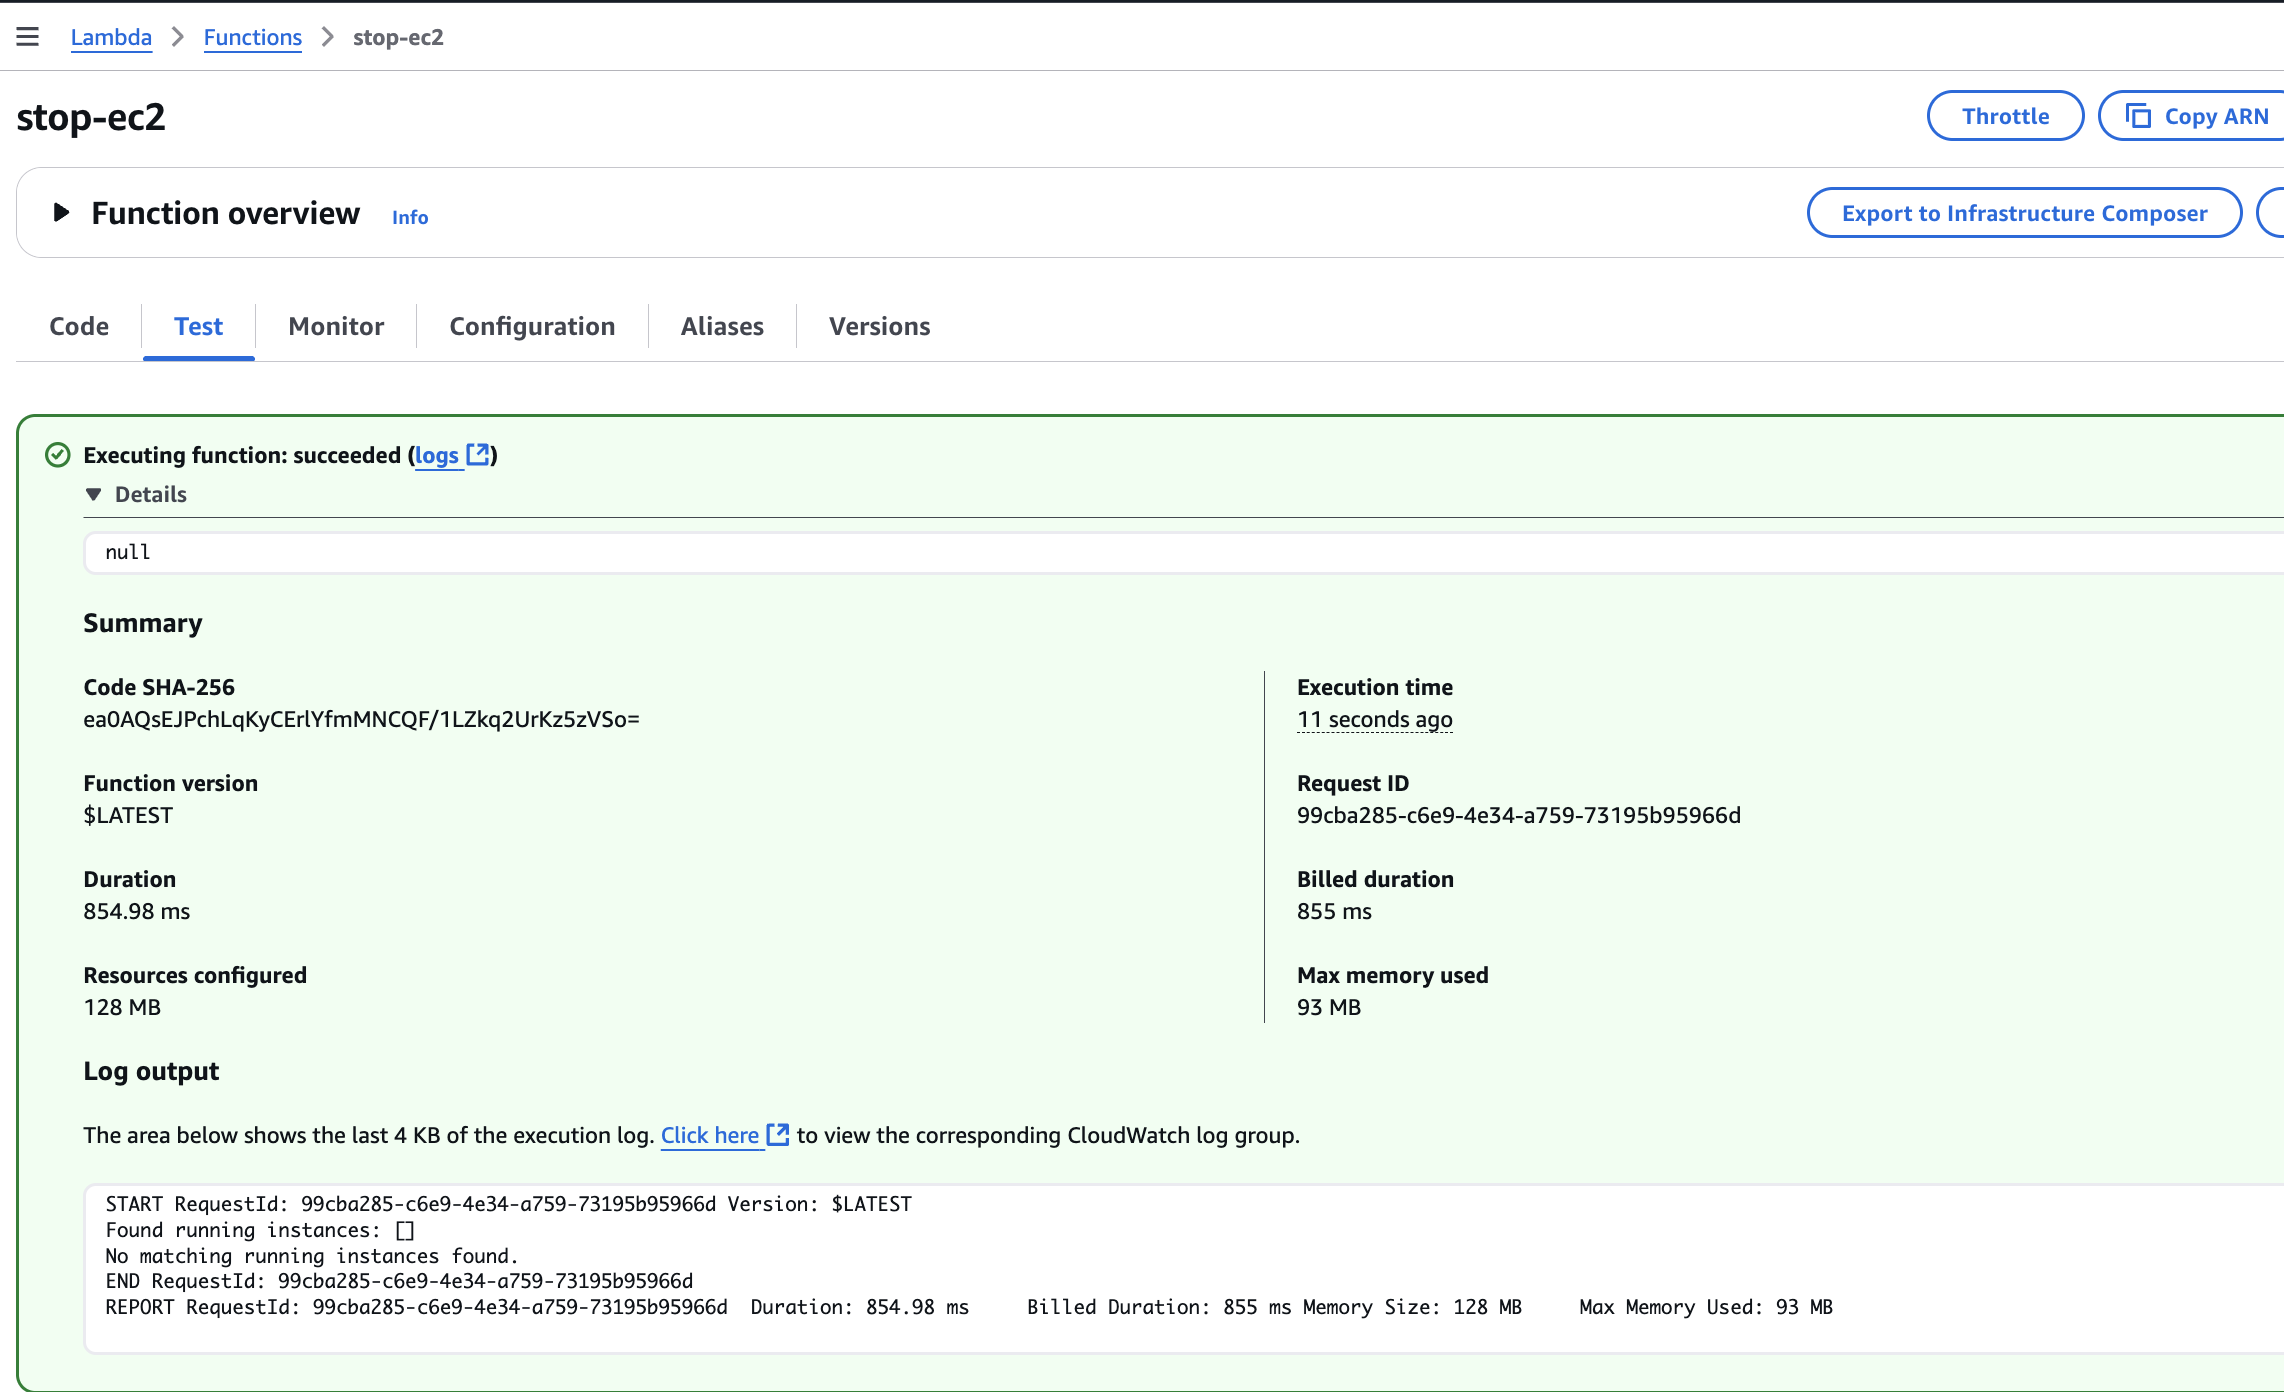 Lambda > Functions > stop-ec2
stop-ec2
Throttle
Copy ARN
Function overview Info
Export to Infrastructure Composer
Code
Test
Monitor
Configuration
Aliases
Versions
Executing function: succeeded (logs)
Details
null
Summary
Code SHA-256
ea0AQsEJPchLqKyCErlYfmMNCQF/1LZkq2UrKz5zVSo=
Execution time
11 seconds ago
Function version
$LATEST
Request ID
99cba285-c6e9-4e34-a759-73195b95966d
Duration
854.98 ms
Billed duration
855 ms
Resources configured
128 MB
Max memory used
93 MB
Log output
The area below shows the last 4 KB of the execution log. Click here to view the corresponding CloudWatch log group.
START RequestId: 99cba285-c6e9-4e34-a759-73195b95966d Version: $LATEST
Found running instances: []
No matching running instances found.
END RequestId: 99cba285-c6e9-4e34-a759-73195b95966d
REPORT RequestId: 99cba285-c6e9-4e34-a759-73195b95966d  Duration: 854.98 ms     Billed Duration: 855 ms Memory Size: 128 MB     Max Memory Used: 93 MB